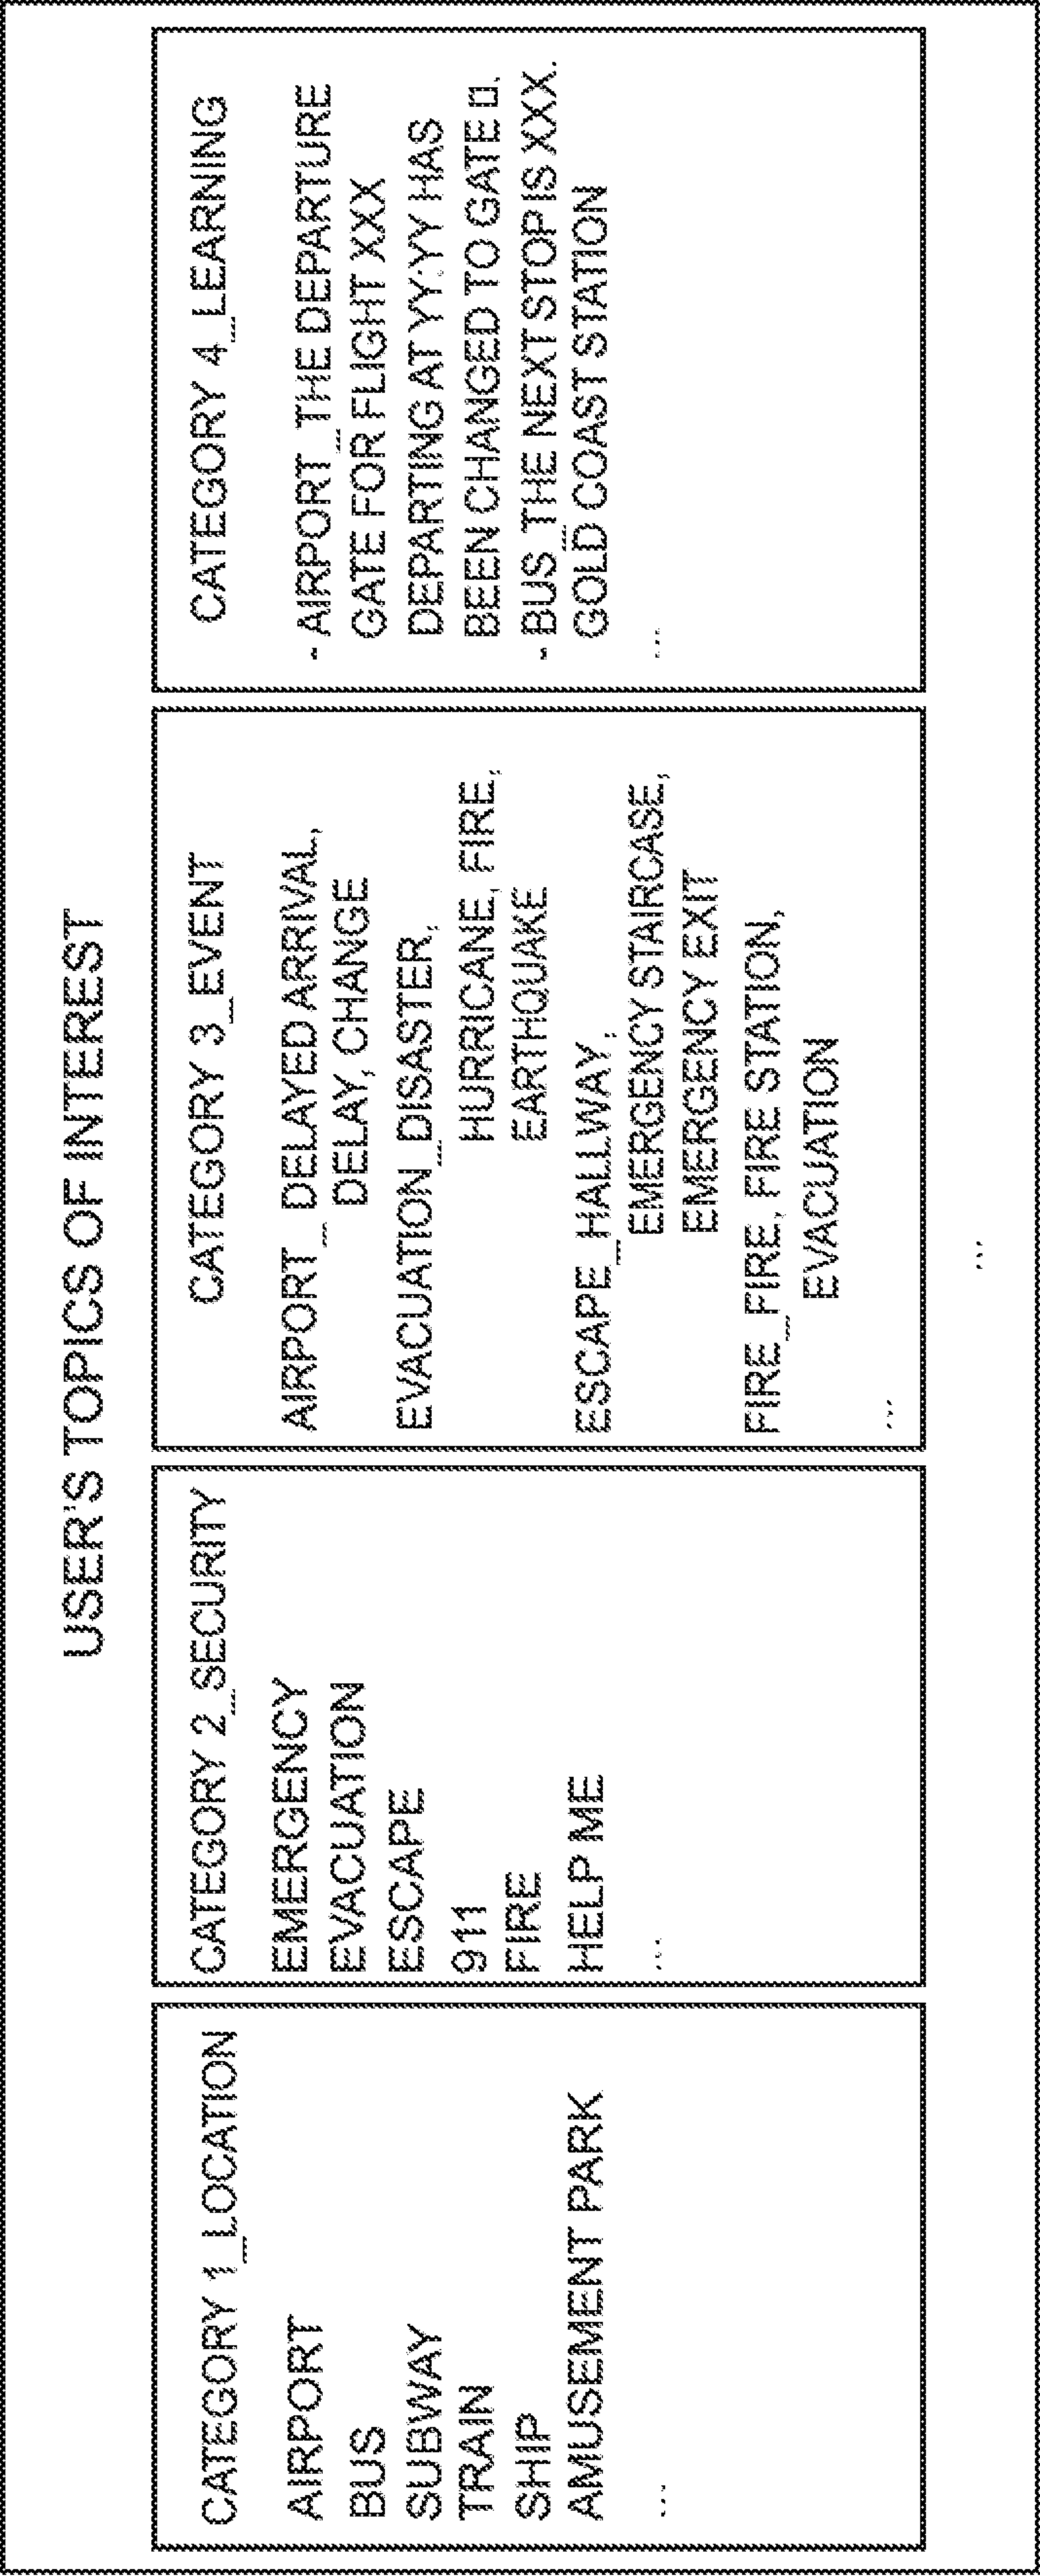 USER'S TOPICS OF INTEREST
CATEGORY 1_LOCATION
AIRPORT
BUS
SUBWAY
TRAIN
SHIP
AMUSEMENT PARK
...
CATEGORY 2_SECURITY
EMERGENCY
EVACUATION
ESCAPE
911
FIRE
HELP ME
...
CATEGORY 3_EVENT
AIRPORT_DELAYED ARRIVAL,
DELAY, CHANGE
EVACUATION_DISASTER,
HURRICANE, FIRE,
EARTHQUAKE
ESCAPE_HALLWAY,
EMERGENCY STAIRCASE,
EMERGENCY EXIT
FIRE_FIRE, FIRE STATION,
EVACUATION
...
CATEGORY 4_LEARNING
- AIRPORT_THE DEPARTURE
GATE FOR FLIGHT XXX
DEPARTING AT YY:YY HAS
BEEN CHANGED TO GATE □.
- BUS_THE NEXT STOP IS XXX.
GOLD COAST STATION
...
...